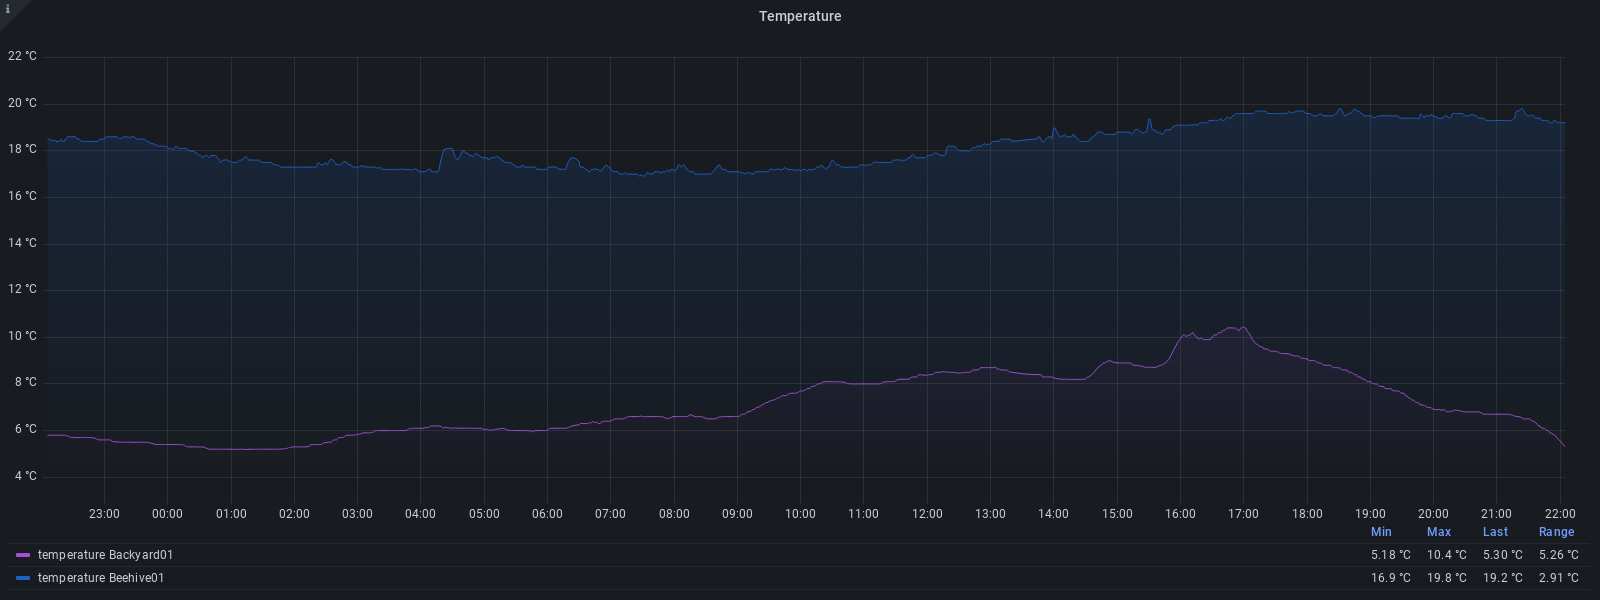 i
Temperature
22 °C
20 °C
18 °C
16 °C
14 °C
12 °C
10 °C
8 °C
6 °C
4 °C
23:00 00:00 01:00 02:00 03:00 04:00 05:00 06:00 07:00 08:00 09:00 10:00 11:00 12:00 13:00 14:00 15:00 16:00 17:00 18:00 19:00 20:00 21:00 22:00
Min Max Last Range
temperature Backyard01 5.18 °C 10.4 °C 5.30 °C 5.26 °C
temperature Beehive01 16.9 °C 19.8 °C 19.2 °C 2.91 °C